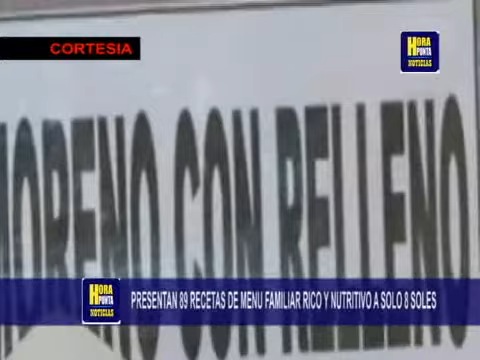 CORTESIA
HORA
PUNTA
NOTICIAS
MORENO CON RELLENO
HORA
PUNTA
NOTICIAS
PRESENTAN 89 RECETAS DE MENU FAMILIAR RICO Y NUTRITIVO A SOLO 8 SOLES